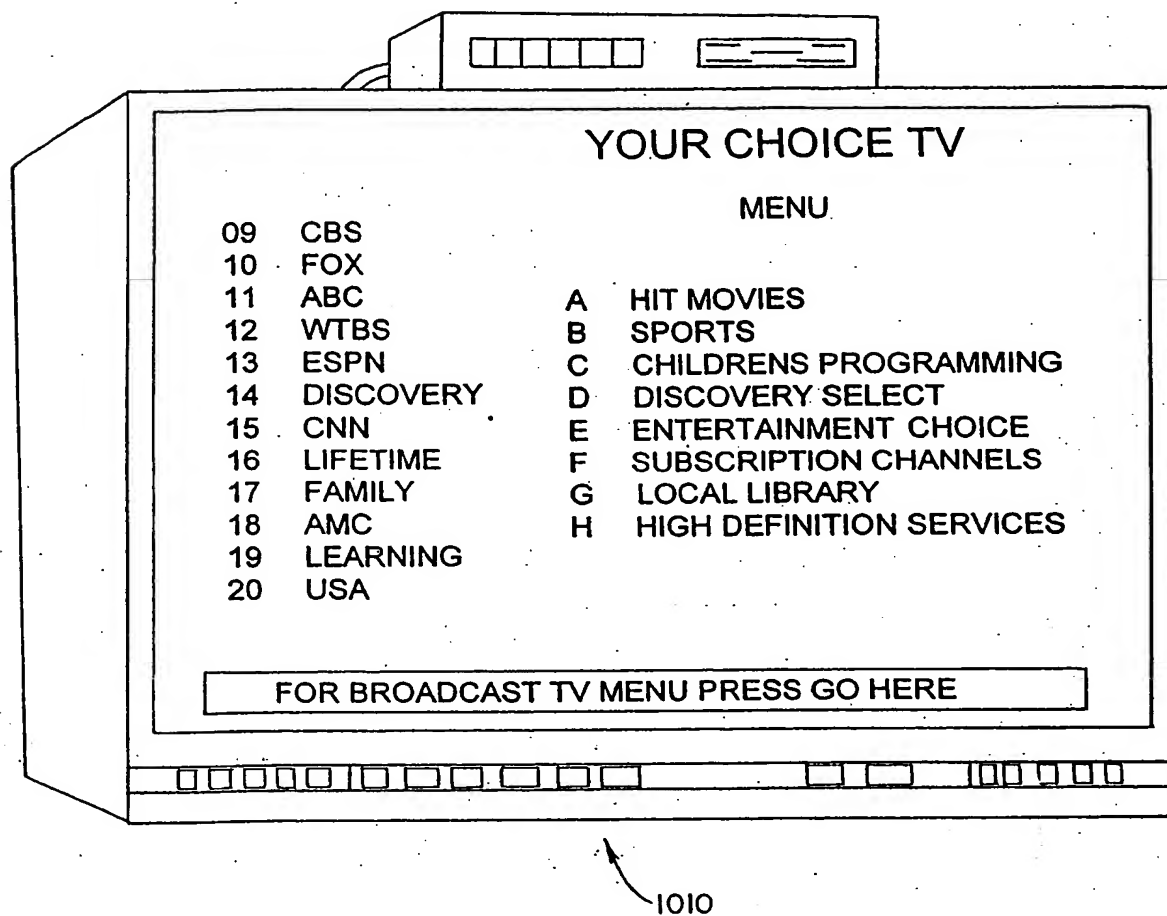 YOUR CHOICE TV
MENU
09 CBS
10 FOX
11 ABC
12 WTBS
13 ESPN
14 DISCOVERY
15 CNN
16 LIFETIME
17 FAMILY
18 AMC
19 LEARNING
20 USA
A HIT MOVIES
B SPORTS
C CHILDRENS PROGRAMMING
D DISCOVERY SELECT
E ENTERTAINMENT CHOICE
F SUBSCRIPTION CHANNELS
G LOCAL LIBRARY
H HIGH DEFINITION SERVICES
FOR BROADCAST TV MENU PRESS GO HERE
1010